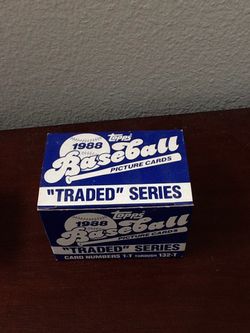 Topps
1988
Baseball
PICTURE CARDS
"TRADED" SERIES
Topps
1988
Baseball
PICTURE CARDS
"TRADED" SERIES
CARD NUMBERS 1-T THROUGH 132-T